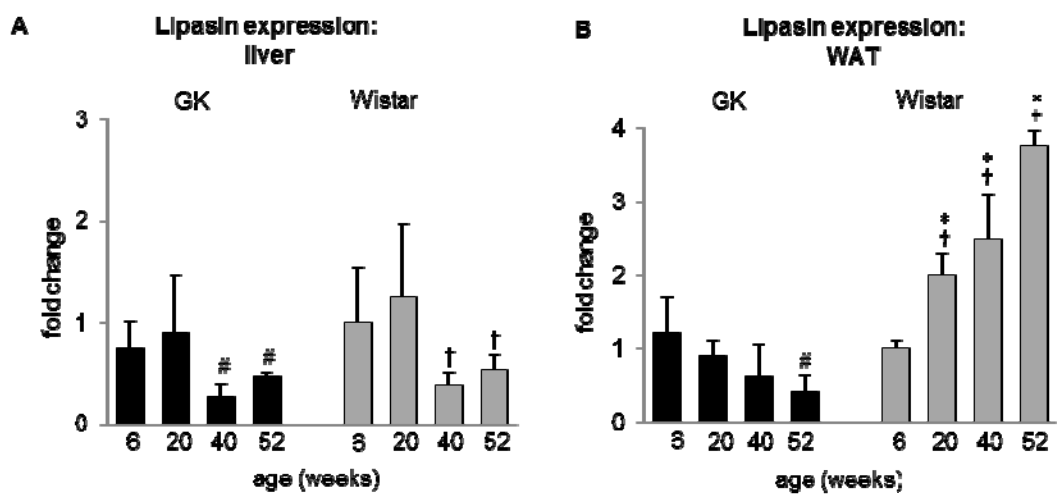 A
Lipasin expression:
liver
GK
Wistar
3
2
1
0
fold change
#
#
†
†
6
20
40
52
6
20
40
52
age (weeks)
B
Lipasin expression:
WAT
GK
Wistar
4
3
2
1
0
fold change
#
*
†
*
†
*
†
6
20
40
52
6
20
40
52
age (weeks)